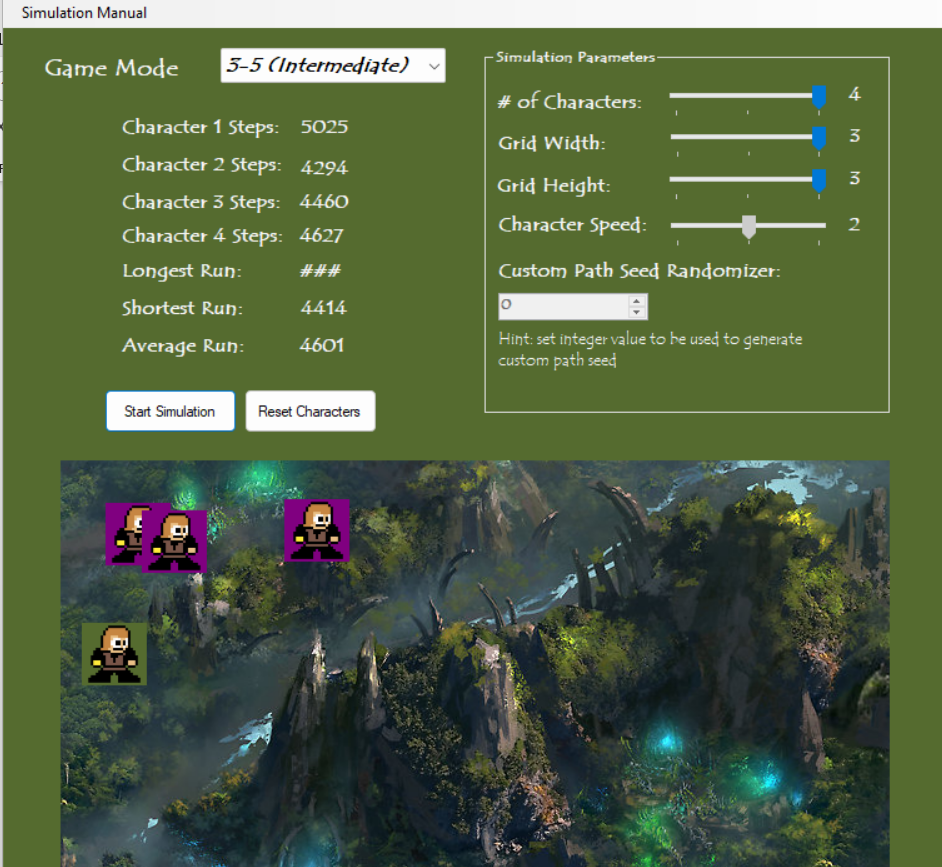 Simulation Manual
Game Mode
3-5 (Intermediate)
Character 1 Steps: 5025
Character 2 Steps: 4294
Character 3 Steps: 4460
Character 4 Steps: 4627
Longest Run: ###
Shortest Run: 4414
Average Run: 4601
Start Simulation
Reset Characters
Simulation Parameters
# of Characters: 4
Grid Width: 3
Grid Height: 3
Character Speed: 2
Custom Path Seed Randomizer:
0
Hint: set integer value to be used to generate
custom path seed